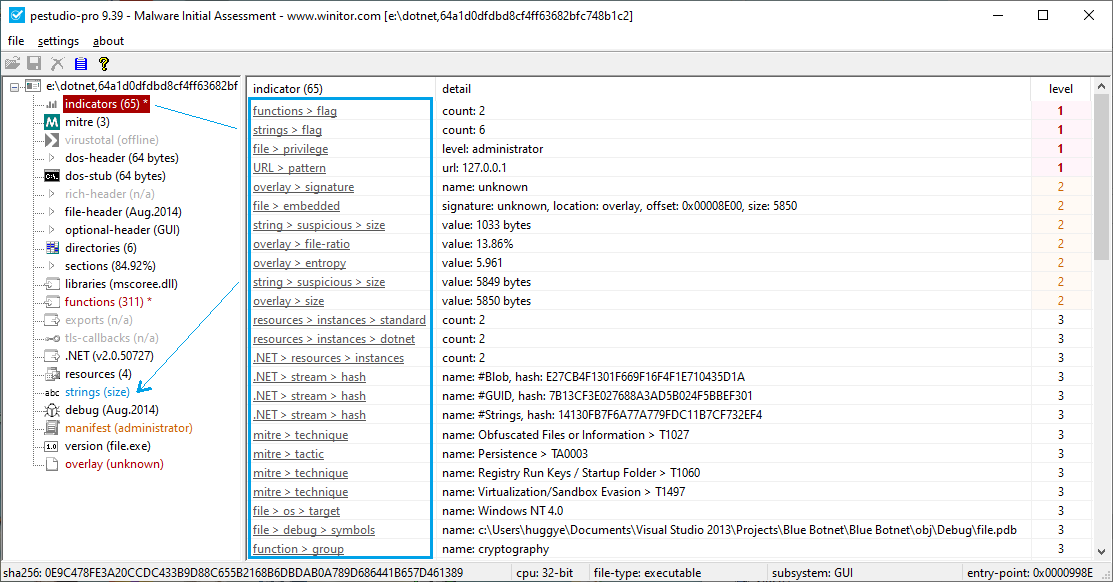 pestudio-pro 9.39 - Malware Initial Assessment - www.winitor.com [e:\dotnet,64a1d0dfdbd8cf4ff63682bfc748b1c2]
file settings about
e:\dotnet,64a1d0dfdbd8cf4ff63682bf
indicators (65) *
M mitre (3)
virustotal (offline)
dos-header (64 bytes)
dos-stub (64 bytes)
rich-header (n/a)
file-header (Aug.2014)
optional-header (GUI)
directories (6)
sections (84.92%)
libraries (mscoree.dll)
functions (311) *
exports (n/a)
tls-callbacks (n/a)
.NET (v2.0.50727)
resources (4)
abc strings (size)
debug (Aug.2014)
manifest (administrator)
1.0 version (file.exe)
overlay (unknown)
indicator (65) detail level
functions > flag count: 2 1
strings > flag count: 6 1
file > privilege level: administrator 1
URL > pattern url: 127.0.0.1 1
overlay > signature name: unknown 2
file > embedded signature: unknown, location: overlay, offset: 0x00008E00, size: 5850 2
string > suspicious > size value: 1033 bytes 2
overlay > file-ratio value: 13.86% 2
overlay > entropy value: 5.961 2
string > suspicious > size value: 5849 bytes 2
overlay > size value: 5850 bytes 2
resources > instances > standard count: 2 3
resources > instances > dotnet count: 2 3
.NET > resources > instances count: 2 3
.NET > stream > hash name: #Blob, hash: E27CB4F1301F669F16F4F1E710435D1A 3
.NET > stream > hash name: #GUID, hash: 7B13CF3E027688A3AD5B024F5BBEF301 3
.NET > stream > hash name: #Strings, hash: 14130FB7F6A77A779FDC11B7CF732EF4 3
mitre > technique name: Obfuscated Files or Information > T1027 3
mitre > tactic name: Persistence > TA0003 3
mitre > technique name: Registry Run Keys / Startup Folder > T1060 3
mitre > technique name: Virtualization/Sandbox Evasion > T1497 3
file > os > target name: Windows NT 4.0 3
file > debug > symbols name: c:\Users\huggye\Documents\Visual Studio 2013\Projects\Blue Botnet\Blue Botnet\obj\Debug\file.pdb 3
function > group name: cryptography 3
sha256: 0E9C478FE3A20CCDC433B9D88C655B2168B6DBDAB0A789D686441B657D461389 cpu: 32-bit file-type: executable subsystem: GUI entry-point: 0x0000998E